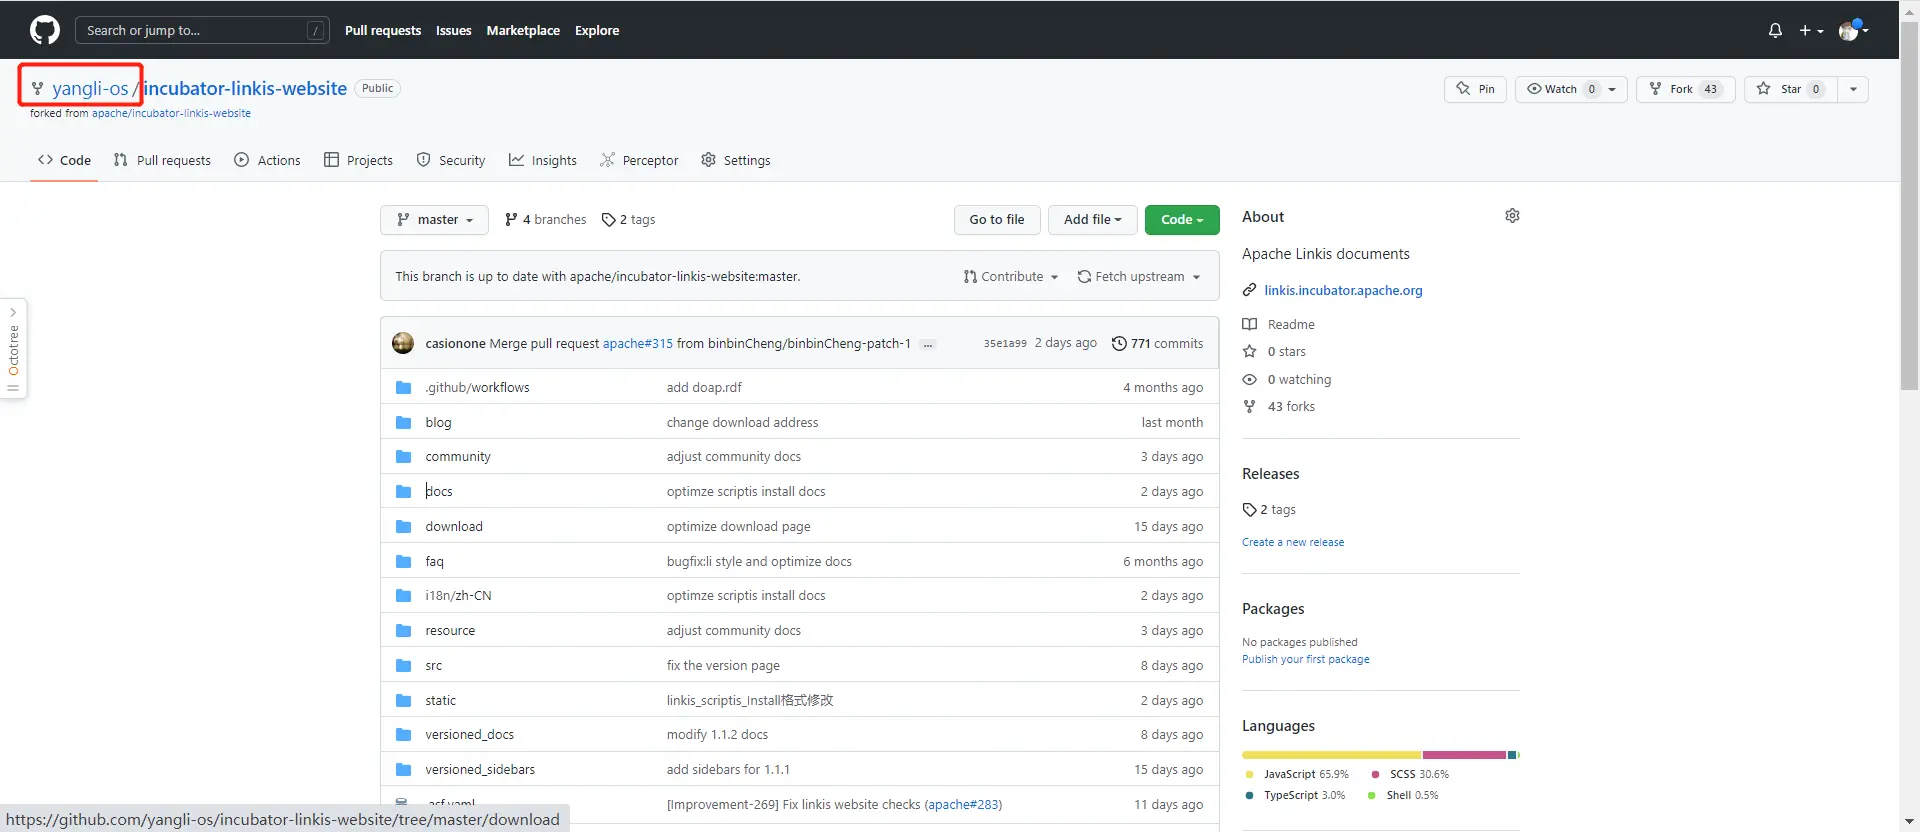 Search or jump to... /
Pull requests Issues Marketplace Explore
yangli-os / incubator-linkis-website Public
Pin Watch 0 Fork 43 Star 0
forked from apache/incubator-linkis-website
Code Pull requests Actions Projects Security Insights Perceptor Settings
master 4 branches 2 tags Go to file Add file Code
This branch is up to date with apache/incubator-linkis-website:master. Contribute Fetch upstream
casionone Merge pull request apache#315 from binbinCheng/binbinCheng-patch-1 ... 35e1a99 2 days ago 771 commits
.github/workflows add doap.rdf 4 months ago
blog change download address last month
community adjust community docs 3 days ago
docs optimze scriptis install docs 2 days ago
download optimize download page 15 days ago
faq bugfix:li style and optimize docs 6 months ago
i18n/zh-CN optimze scriptis install docs 2 days ago
resource adjust community docs 3 days ago
src fix the version page 8 days ago
static linkis_scriptis_Install格式修改 2 days ago
versioned_docs modify 1.1.2 docs 8 days ago
versioned_sidebars add sidebars for 1.1.1 15 days ago
.asf.yaml [Improvement-269] Fix linkis website checks (apache#283) 11 days ago
Octotree
About
Apache Linkis documents
linkis.incubator.apache.org
Readme
0 stars
0 watching
43 forks
Releases
2 tags
Create a new release
Packages
No packages published
Publish your first package
Languages
JavaScript 65.9% SCSS 30.6%
TypeScript 3.0% Shell 0.5%
https://github.com/yangli-os/incubator-linkis-website/tree/master/download